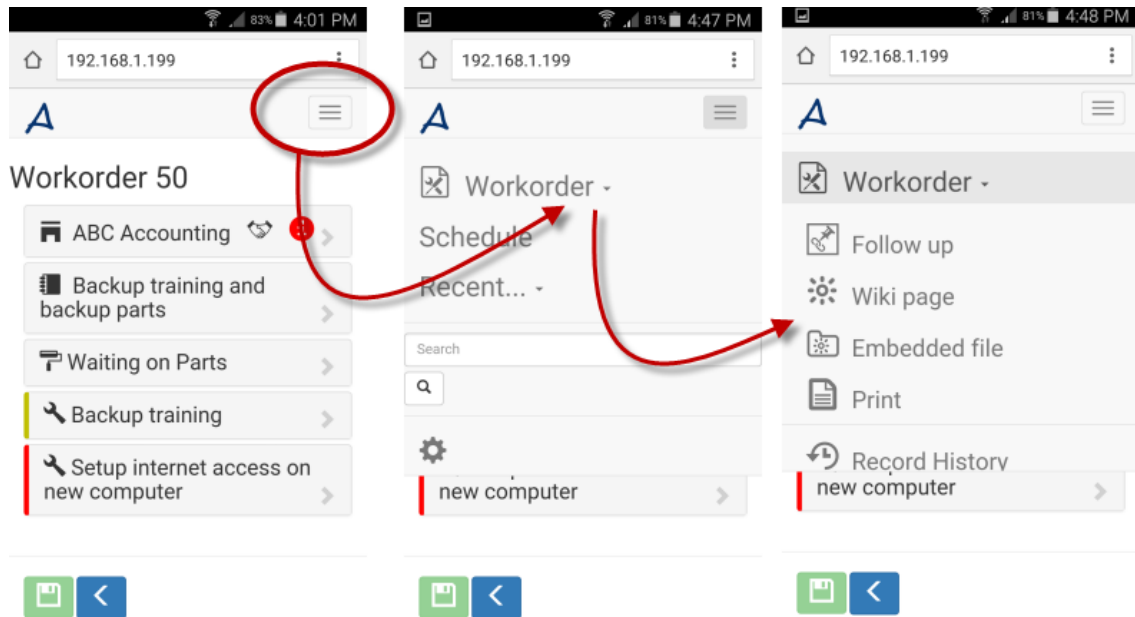 83% 4:01 PM
192.168.1.199
Workorder 50
ABC Accounting
Backup training and
backup parts
Waiting on Parts
Backup training
Setup internet access on
new computer
81% 4:47 PM
192.168.1.199
Workorder
Schedule
Recent...
Search
new computer
81% 4:48 PM
192.168.1.199
Workorder
Follow up
Wiki page
Embedded file
Print
Record History
new computer